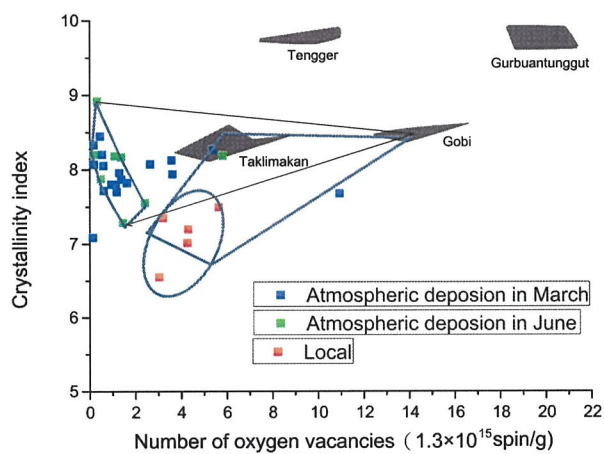 10
9
8
7
6
5
0
2
4
6
8
10
12
14
16
18
20
22
Crystallinity index
Number of oxygen vacancies (1.3×10¹⁵spin/g)
Tengger
Gurbuantunggut
Taklimakan
Gobi
Atmospheric deposion in March
Atmospheric deposion in June
Local